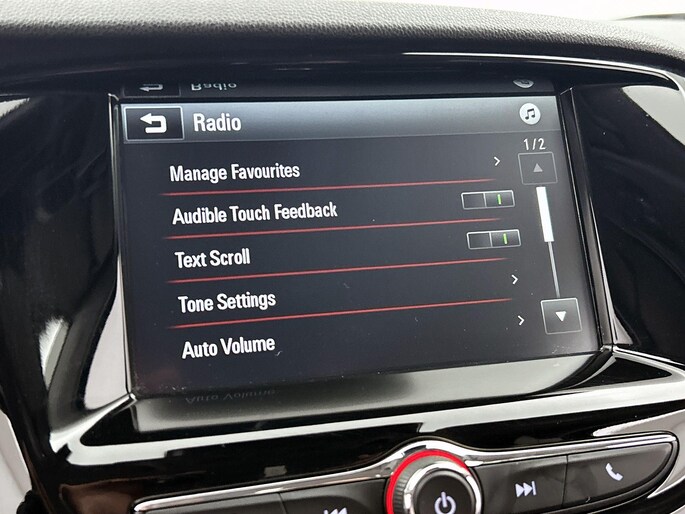 Radio
1/2
Manage Favourites
Audible Touch Feedback
Text Scroll
Tone Settings
Auto Volume